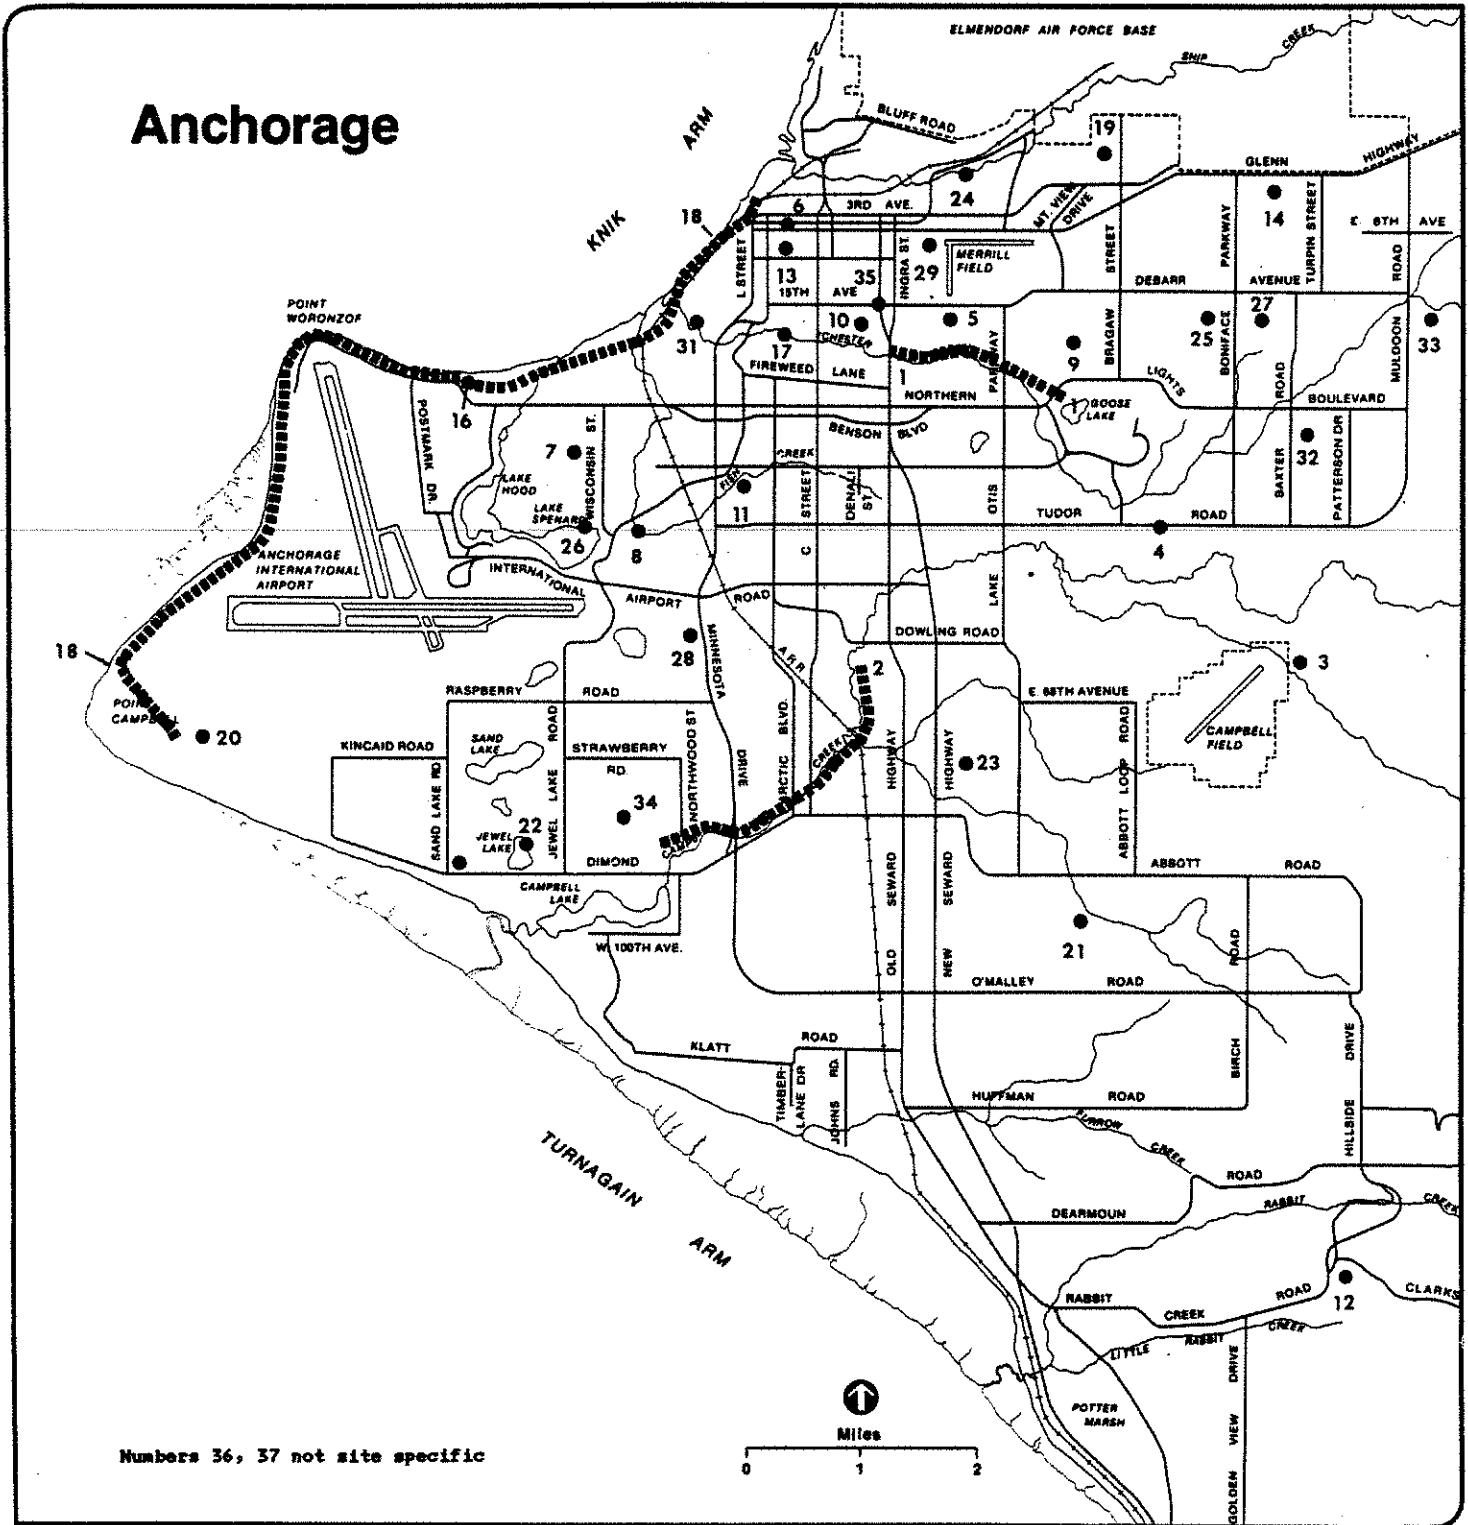 ELMENDORF AIR FORCE BASE
SHIP
CREEK
Anchorage
ARM
KNIK
BLUFF ROAD
19
GLENN
HIGHWAY
24
18
6
3RD AVE.
MT. VIEW
DRIVE
14
TURPIN STREET
E. 6TH AVE
L STREET
13
35
INGRA ST.
29
MERRILL
FIELD
STREET
PARKWAY
DEBARR
AVENUE
ROAD
15TH AVE
POINT
WORONZOF
31
17
10
CHESTER
5
9
BRAGAW
25
27
BONIFACE
33
MULDOON
FIREWEED LANE
1
PARKWAY
NORTHERN
LIGHTS
BOULEVARD
1
GOOSE
LAKE
ROAD
16
POSTMARK DR.
7
WISCONSIN ST.
BENSON BLVD
CREEK
FISH
11
STREET
C
DENALI
ST
OTIS
LAKE
TUDOR
ROAD
4
BAXTER
32
PATTERSON DR
LAKE
HOOD
LAKE
SPENARD
26
8
ANCHORAGE
INTERNATIONAL
AIRPORT
INTERNATIONAL
AIRPORT
ROAD
DOWLING ROAD
18
28
MINNESOTA
DRIVE
ARR
2
3
RASPBERRY
ROAD
E. 68TH AVENUE
CAMPBELL
FIELD
POINT
CAMPBELL
20
KINCAID ROAD
SAND
LAKE
SAND LAKE RD
JEWEL LAKE ROAD
STRAWBERRY
RD.
NORTHWOOD ST
ARCTIC BLVD.
CREEK
HIGHWAY
HIGHWAY
23
ABBOTT LOOP ROAD
34
22
JEWEL
LAKE
DIMOND
ABBOTT
ROAD
CAMPBELL
LAKE
W. 100TH AVE.
OLD
SEWARD
NEW
SEWARD
21
ROAD
BIRCH
O'MALLEY
ROAD
KLATT
ROAD
TIMBER-
LANE DR
JOHNS RD.
HUFFMAN
ROAD
HILLSIDE DRIVE
FURROW
CREEK
ROAD
TURNAGAIN
ARM
DEARMOUN
RABBIT
CREEK
RABBIT
CREEK
ROAD
12
CLARKS
LITTLE
RABBIT
CREEK
POTTER
MARSH
GOLDEN VIEW DRIVE
Miles
0 1 2
Numbers 36, 37 not site specific